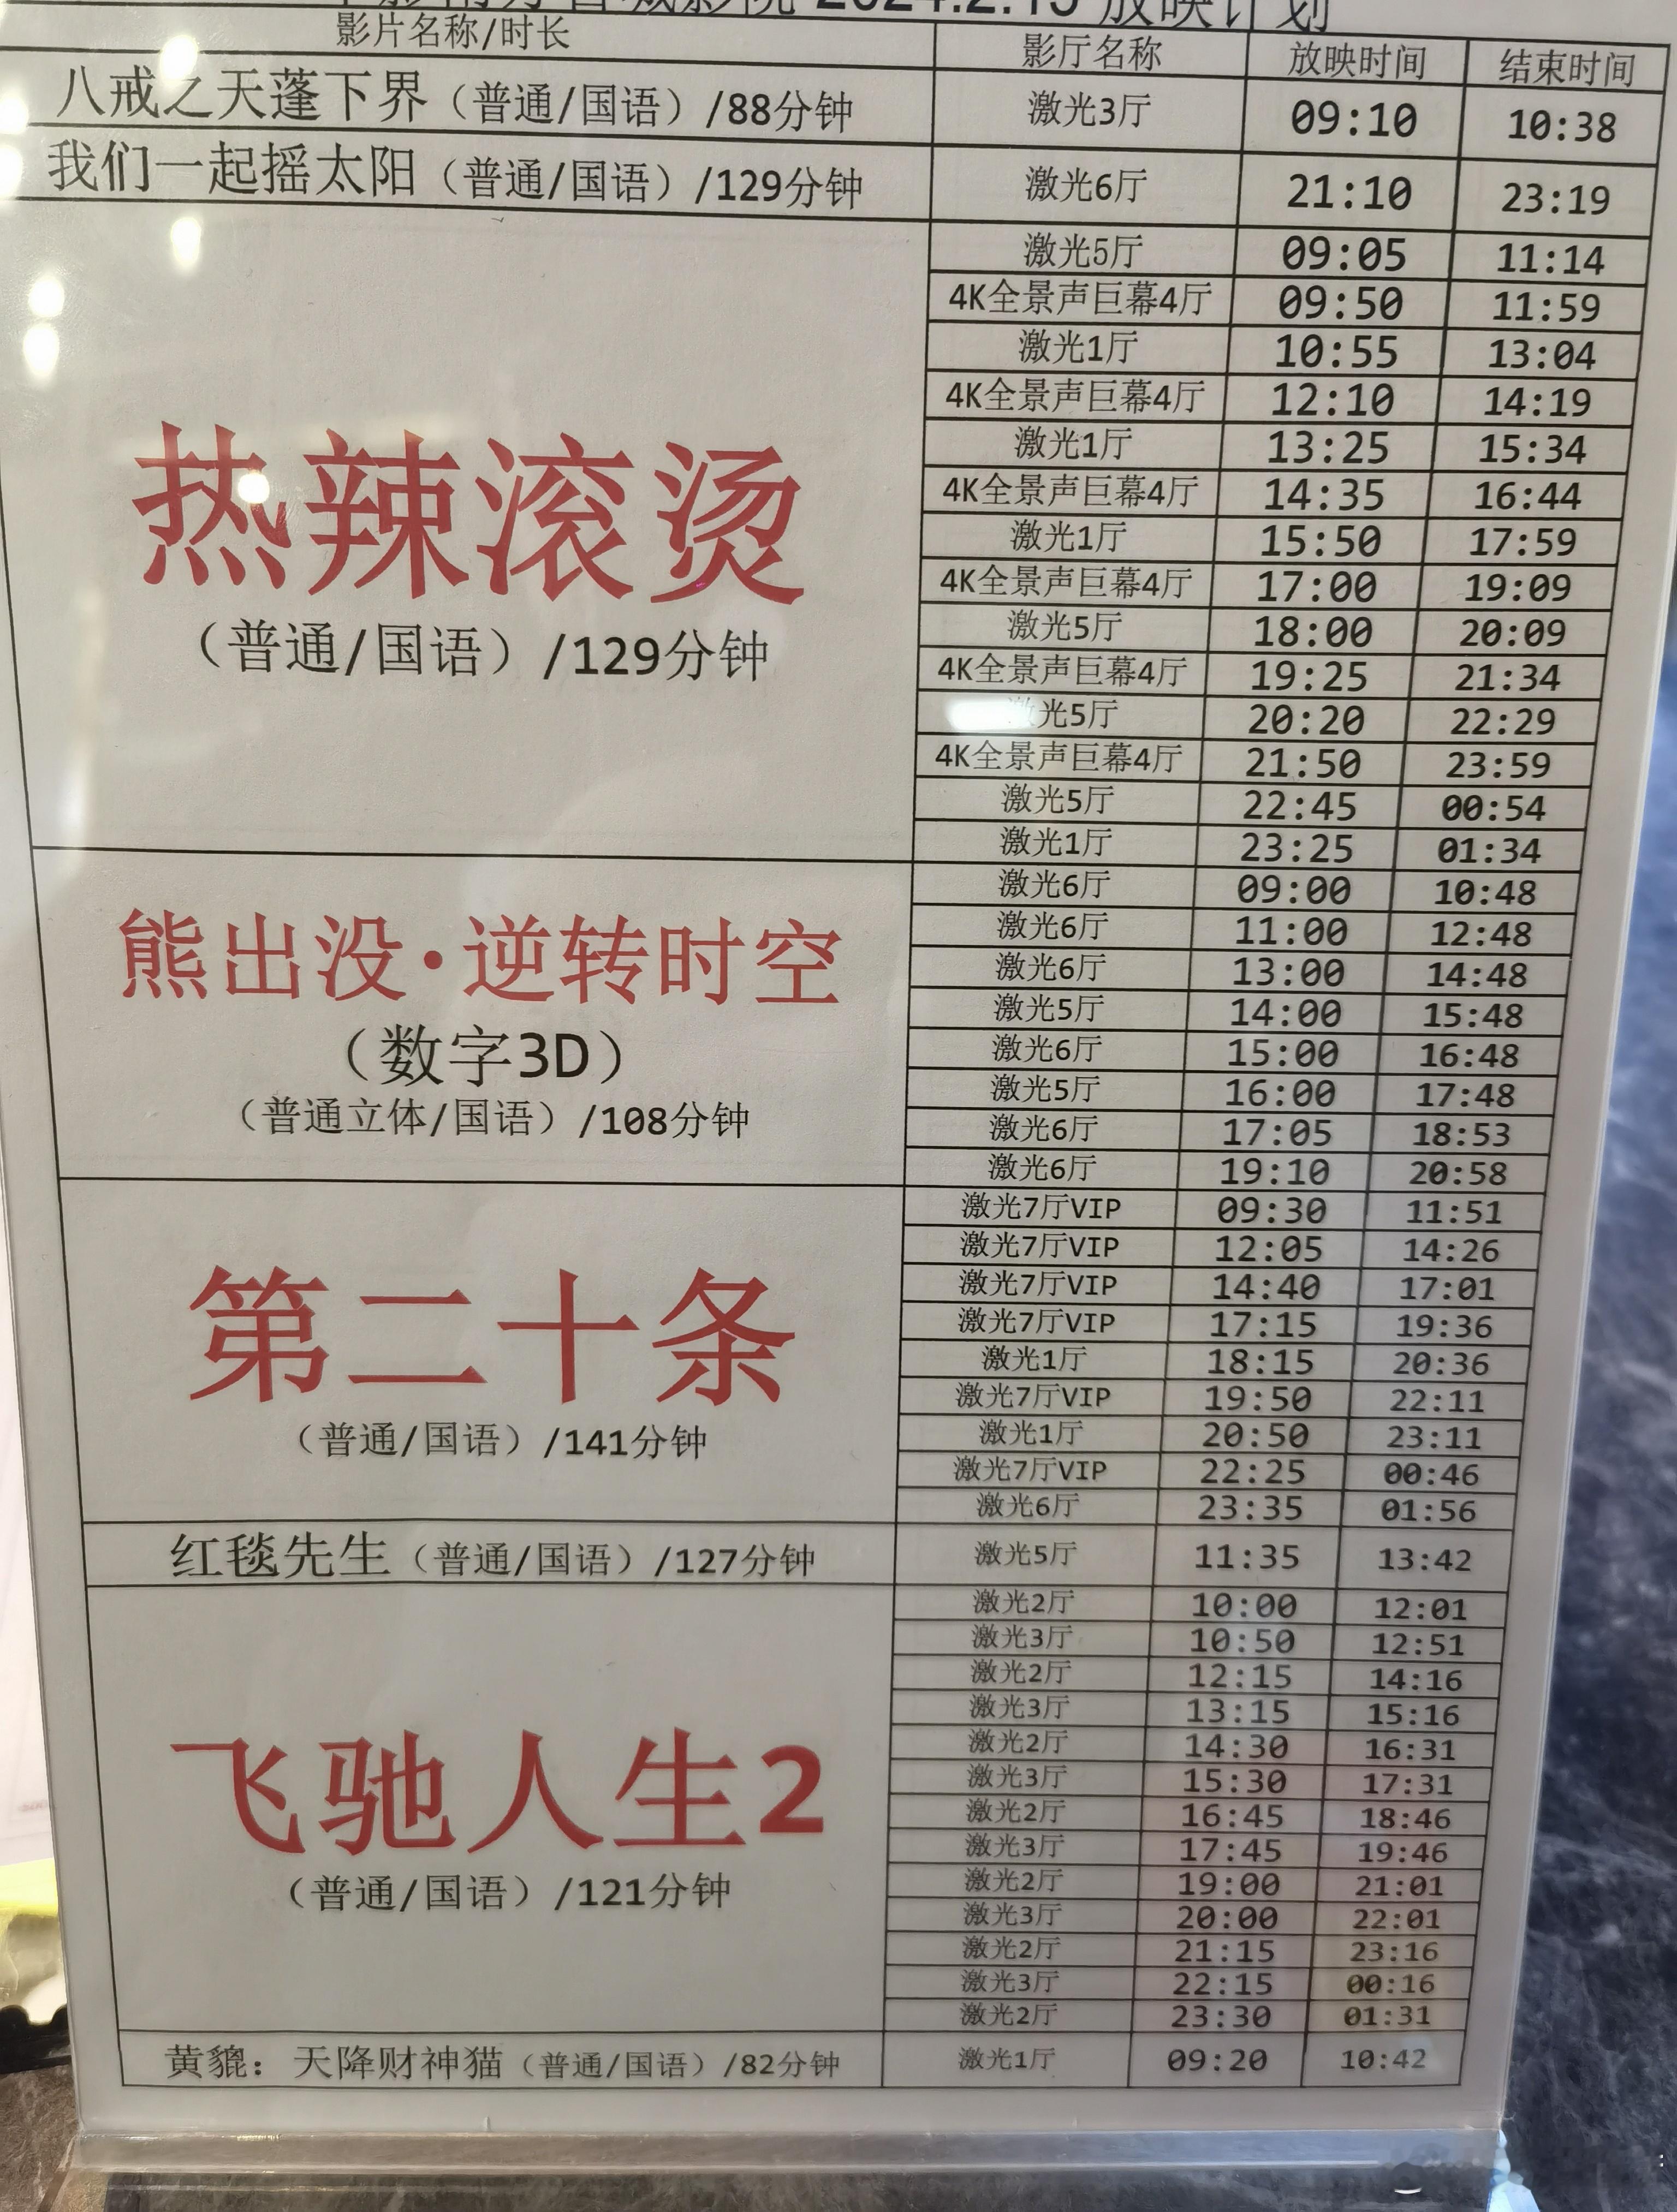 2024.2.15 放映计划
影片名称/时长 影厅名称 放映时间 结束时间
八戒之天蓬下界（普通/国语）/88分钟 激光3厅 09:10 10:38
我们一起摇太阳（普通/国语）/129分钟 激光6厅 21:10 23:19
热辣滚烫
（普通/国语）/129分钟
激光5厅 09:05 11:14
4K全景声巨幕4厅 09:50 11:59
激光1厅 10:55 13:04
4K全景声巨幕4厅 12:10 14:19
激光1厅 13:25 15:34
4K全景声巨幕4厅 14:35 16:44
激光1厅 15:50 17:59
4K全景声巨幕4厅 17:00 19:09
激光5厅 18:00 20:09
4K全景声巨幕4厅 19:25 21:34
激光5厅 20:20 22:29
4K全景声巨幕4厅 21:50 23:59
激光5厅 22:45 00:54
激光1厅 23:25 01:34
熊出没·逆转时空
（数字3D）
（普通立体/国语）/108分钟
激光6厅 09:00 10:48
激光6厅 11:00 12:48
激光6厅 13:00 14:48
激光5厅 14:00 15:48
激光6厅 15:00 16:48
激光5厅 16:00 17:48
激光6厅 17:05 18:53
激光6厅 19:10 20:58
第二十条
（普通/国语）/141分钟
激光7厅VIP 09:30 11:51
激光7厅VIP 12:05 14:26
激光7厅VIP 14:40 17:01
激光7厅VIP 17:15 19:36
激光1厅 18:15 20:36
激光7厅VIP 19:50 22:11
激光1厅 20:50 23:11
激光7厅VIP 22:25 00:46
激光6厅 23:35 01:56
红毯先生（普通/国语）/127分钟 激光5厅 11:35 13:42
飞驰人生2
（普通/国语）/121分钟
激光2厅 10:00 12:01
激光3厅 10:50 12:51
激光2厅 12:15 14:16
激光3厅 13:15 15:16
激光2厅 14:30 16:31
激光3厅 15:30 17:31
激光2厅 16:45 18:46
激光3厅 17:45 19:46
激光2厅 19:00 21:01
激光3厅 20:00 22:01
激光2厅 21:15 23:16
激光3厅 22:15 00:16
激光2厅 23:30 01:31
黄貔：天降财神猫（普通/国语）/82分钟 激光1厅 09:20 10:42